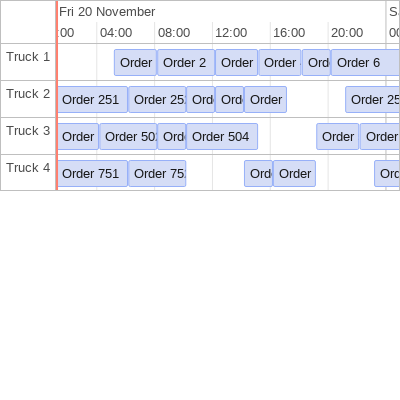 Fri 20 November S
:00 04:00 08:00 12:00 16:00 20:00 00
Truck 1 Order Order 2 Order Order Ord Order 6
Truck 2 Order 251 Order 25 Ord Ord Order Order 25
Truck 3 Order Order 50 Ord Order 504 Order Order
Truck 4 Order 751 Order 75 Ord Order Ord